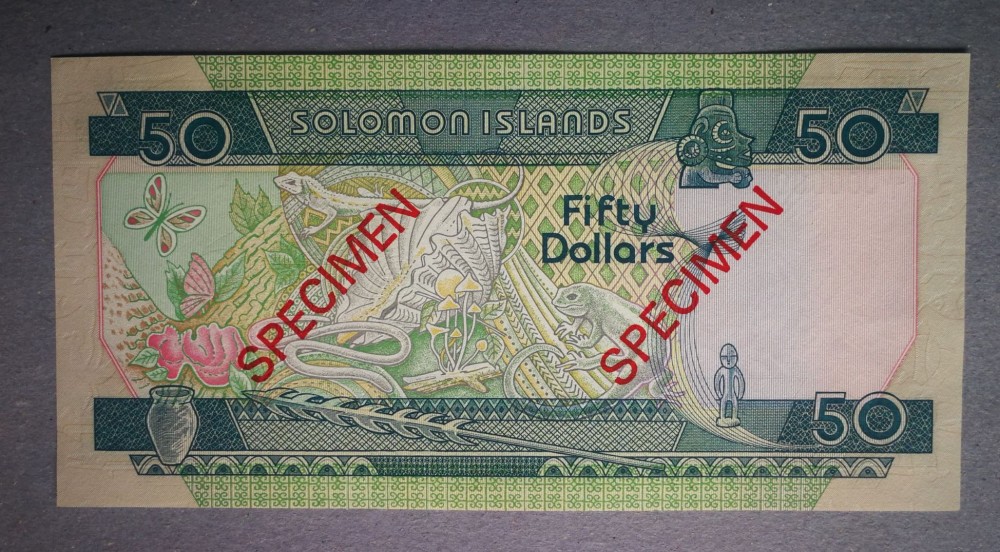 50 SOLOMON ISLANDS 50
Fifty
Dollars
SPECIMEN
SPECIMEN
50